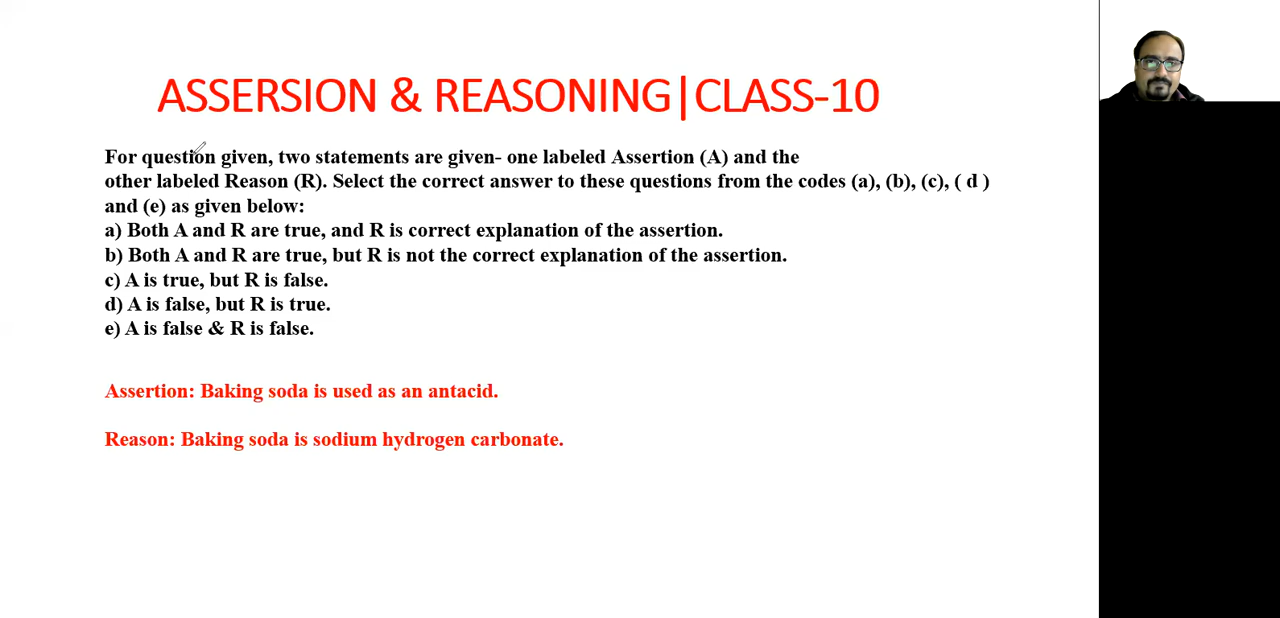 ASSERSION & REASONING|CLASS-10
For question given, two statements are given- one labeled Assertion (A) and the
other labeled Reason (R). Select the correct answer to these questions from the codes (a), (b), (c), ( d )
and (e) as given below:
a) Both A and R are true, and R is correct explanation of the assertion.
b) Both A and R are true, but R is not the correct explanation of the assertion.
c) A is true, but R is false.
d) A is false, but R is true.
e) A is false & R is false.
Assertion: Baking soda is used as an antacid.
Reason: Baking soda is sodium hydrogen carbonate.